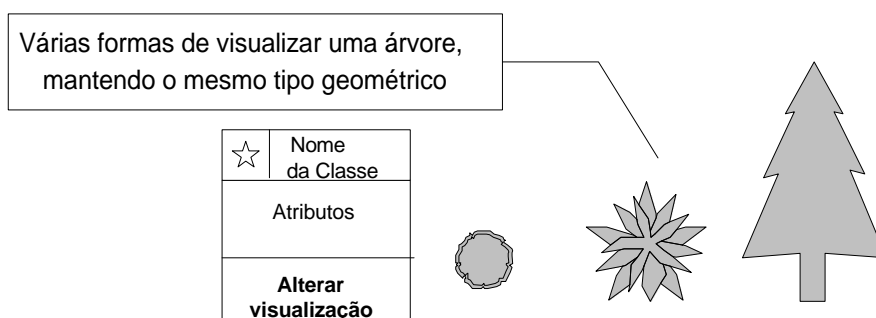 Várias formas de visualizar uma árvore,
mantendo o mesmo tipo geométrico
Nome
da Classe
Atributos
Alterar
visualização